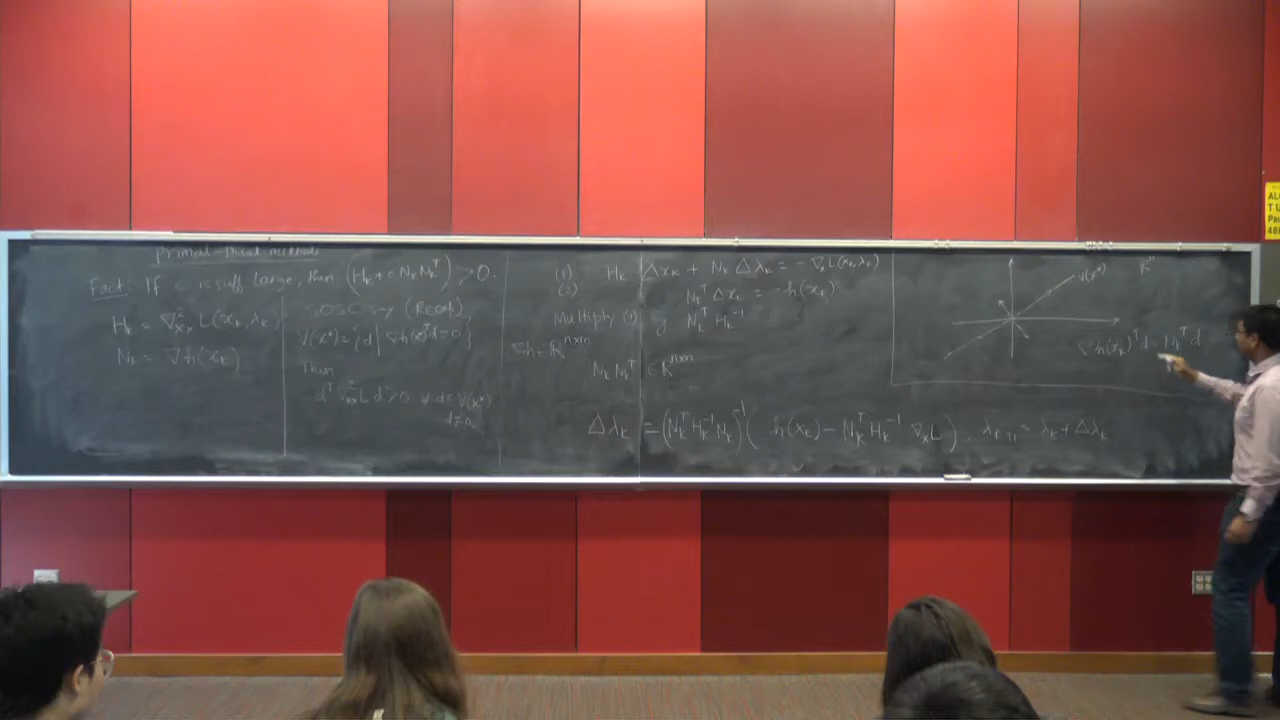 Primal-Dual methods
Fact: If c is suff large, then (H_k + c N_k N_k^T) > 0.
H_k = ∇²_xx L(x_k, λ_k)
N_k = ∇h(x_k)
SOSC (Recap)
V(x*) = {d | ∇h(x*)^T d = 0}
Then
d^T ∇²_xx L d > 0 ∀ d ∈ V(x*)
d ≠ 0
(1) H_k Δx_k + N_k Δλ_k = -∇_x L(x_k, λ_k)
(2) N_k^T Δx_k = -h(x_k)
Multiply (1) by N_k^T H_k^{-1}
∇h ∈ R^{n×m}
N_k N_k^T ∈ R^{n×n}
Δλ_k = (N_k^T H_k^{-1} N_k)^{-1} (h(x_k) - N_k^T H_k^{-1} ∇_x L), λ_{k+1} = λ_k + Δλ_k
V(x*)
R^n
∇h(x_k)^T d = N_k^T d